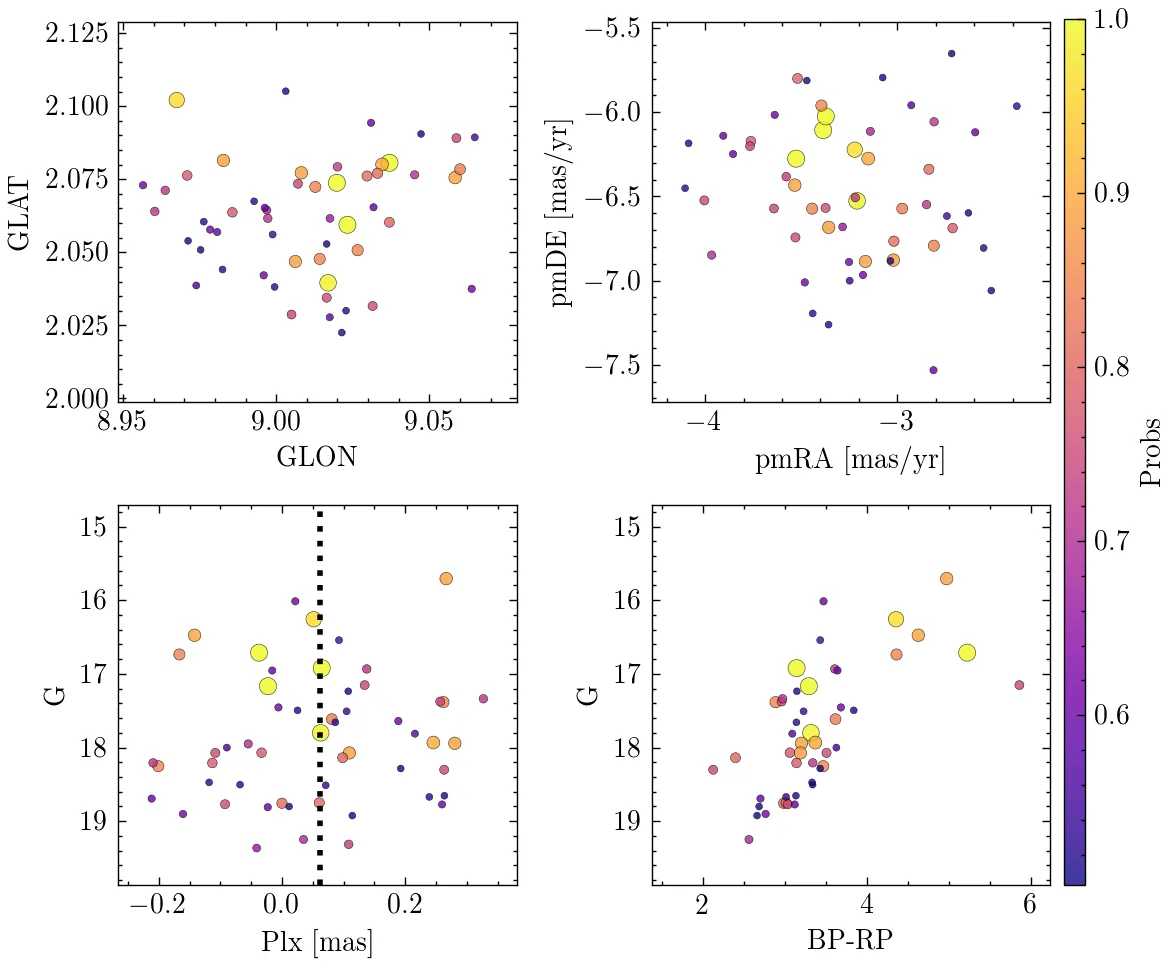 2.125
2.100
2.075
2.050
2.025
2.000
GLAT
8.95 9.00 9.05
GLON
−5.5
−6.0
−6.5
−7.0
−7.5
pmDE [mas/yr]
−4 −3
pmRA [mas/yr]
1.0
0.9
0.8
0.7
0.6
Probs
15
16
17
18
19
G
−0.2 0.0 0.2
Plx [mas]
15
16
17
18
19
G
2 4 6
BP-RP